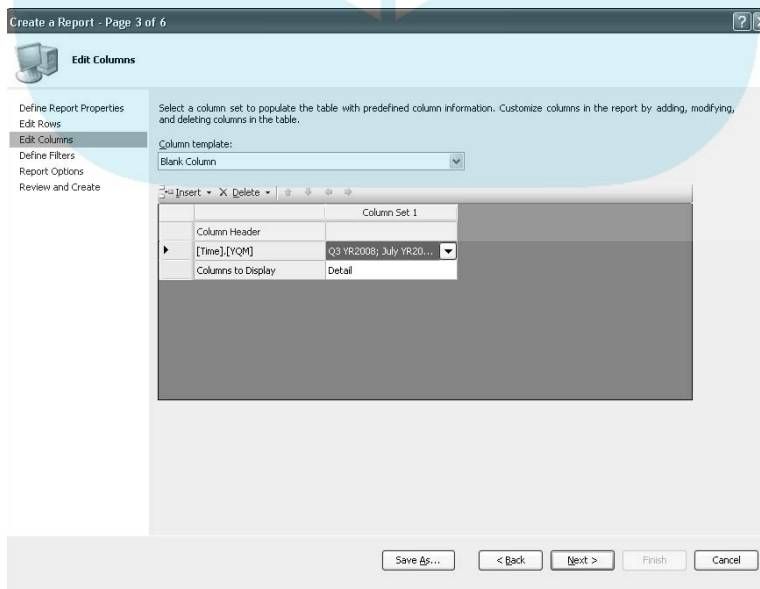 Create a Report - Page 3 of 6
Edit Columns
Define Report Properties
Edit Rows
Edit Columns
Define Filters
Report Options
Review and Create
Select a column set to populate the table with predefined column information. Customize columns in the report by adding, modifying,
and deleting columns in the table.
Column template:
Blank Column
Insert Delete
Column Set 1
Column Header
[Time].[YQM] Q3 YR2008; July YR20...
Columns to Display Detail
Save As... < Back Next > Finish Cancel